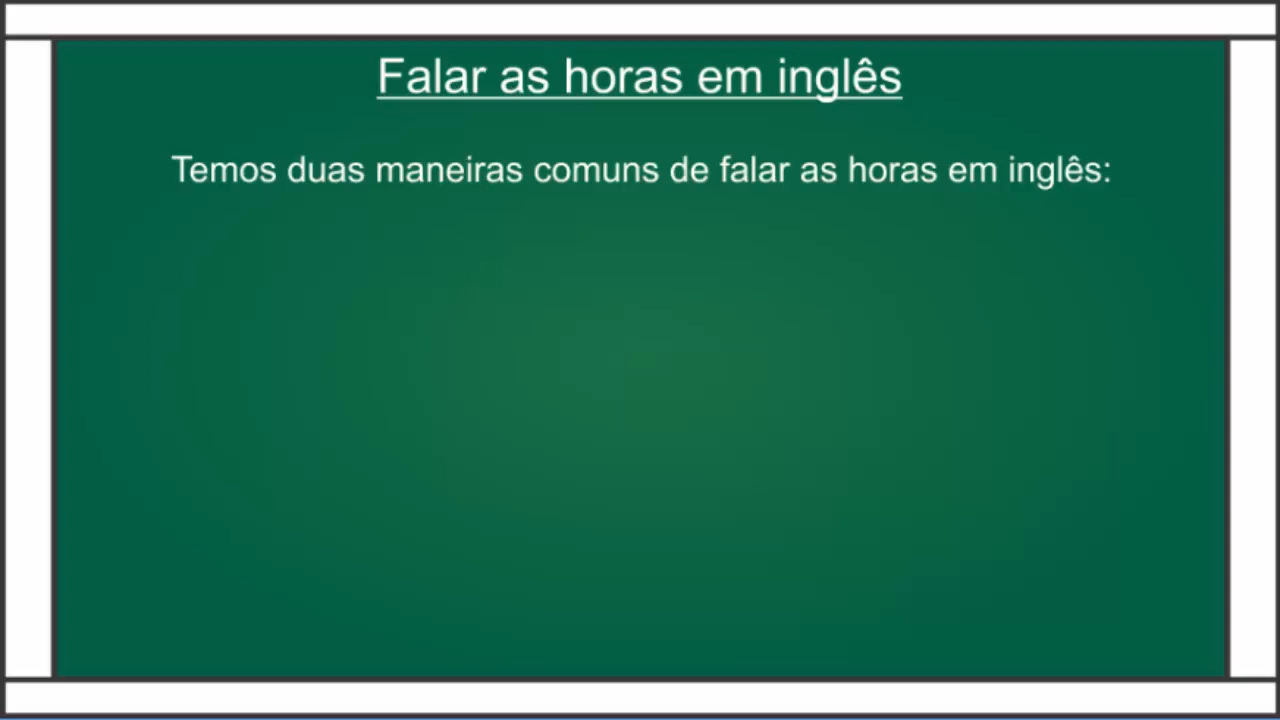 Falar as horas em inglês
Temos duas maneiras comuns de falar as horas em inglês: